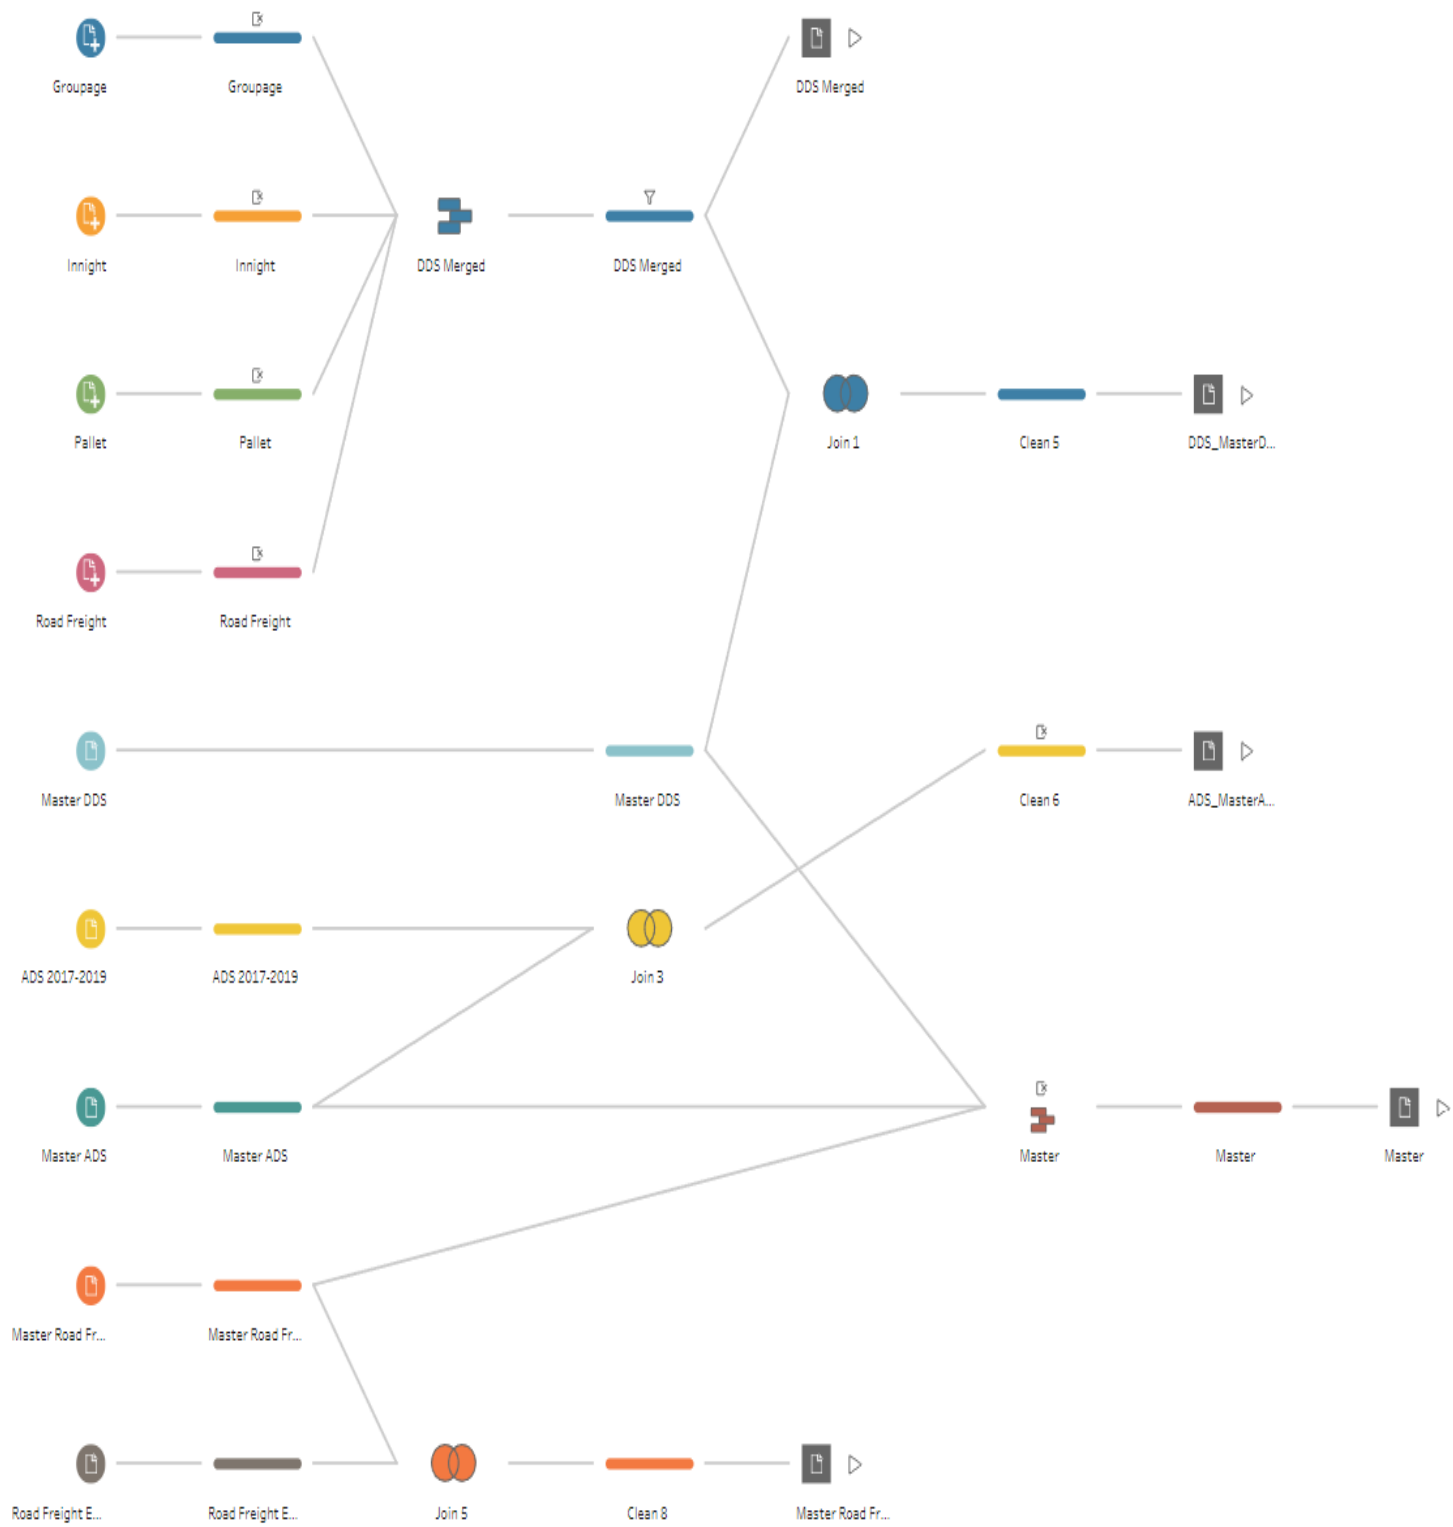 Groupage
Groupage
DDS Merged
Innight
Innight
DDS Merged
DDS Merged
Pallet
Pallet
Join 1
Clean 5
DDS_MasterD...
Road Freight
Road Freight
Master DDS
Master DDS
Clean 6
ADS_MasterA...
ADS 2017-2019
ADS 2017-2019
Join 3
Master ADS
Master ADS
Master
Master
Master
Master Road Fr...
Master Road Fr...
Road Freight E...
Road Freight E...
Join 5
Clean 8
Master Road Fr...